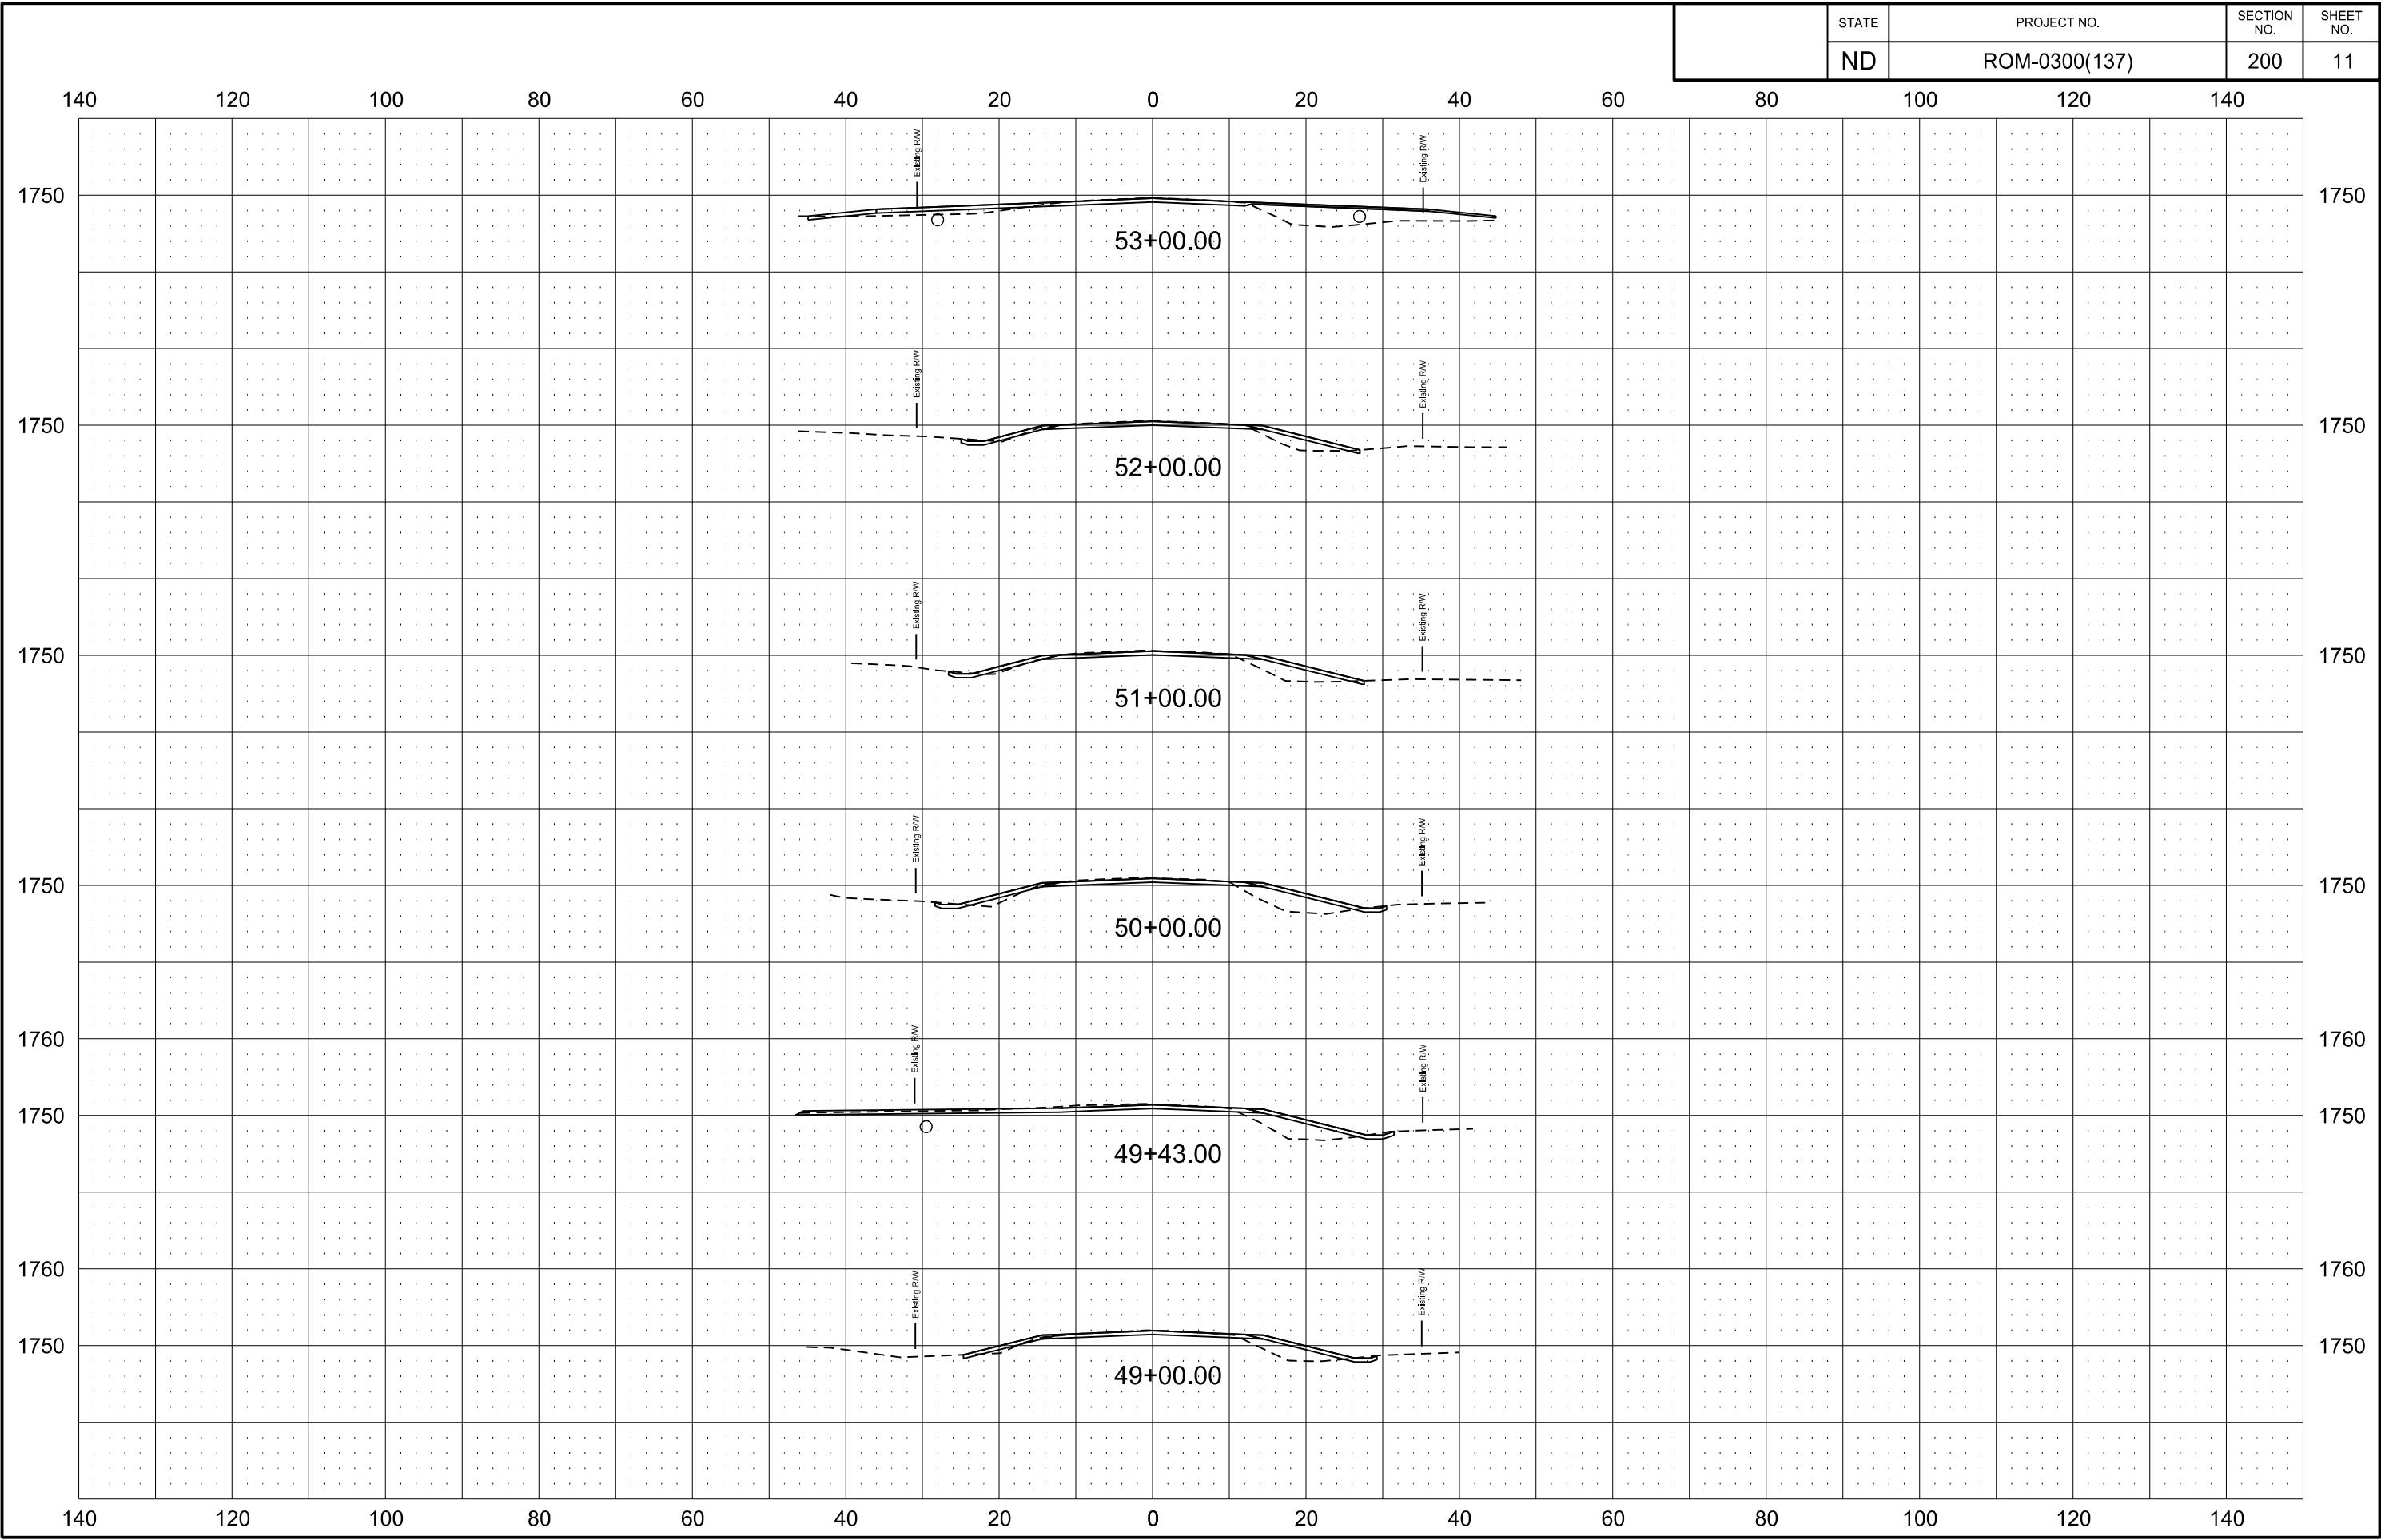 STATE PROJECT NO. SECTION NO. SHEET NO.
ND ROM-0300(137) 200 11
140 120 100 80 60 40 20 0 20 40 60 80 100 120 140
Existing R/W Existing R/W
1750 1750
53+00.00
Existing R/W Existing R/W
1750 1750
52+00.00
Existing R/W Existing R/W
1750 1750
51+00.00
Existing R/W Existing R/W
1750 1750
50+00.00
1760 1760
Existing R/W Existing R/W
1750 1750
49+43.00
1760 1760
Existing R/W Existing R/W
1750 1750
49+00.00
140 120 100 80 60 40 20 0 20 40 60 80 100 120 140